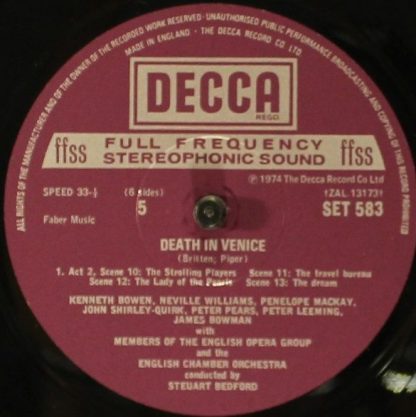 ALL RIGHTS OF THE MANUFACTURER AND OF THE OWNER OF THE RECORDED WORK RESERVED · UNAUTHORISED PUBLIC PERFORMANCE BROADCASTING AND COPYING OF THIS RECORD PROHIBITED
MADE IN ENGLAND · THE DECCA RECORD CO LTD.
DECCA
REGD.
ffss FULL FREQUENCY STEREOPHONIC SOUND ffss
℗ 1974 The Decca Record Co Ltd
SPEED 33⅓ (6 sides) †ZAL.13173†
5 SET 583
Faber Music
DEATH IN VENICE
(Britten; Piper)
1. Act 2, Scene 10: The Strolling Players Scene 11: The travel bureau
Scene 12: The Lady of the Pearls Scene 13: The dream
KENNETH BOWEN, NEVILLE WILLIAMS, PENELOPE MACKAY,
JOHN SHIRLEY-QUIRK, PETER PEARS, PETER LEEMING,
JAMES BOWMAN
with
MEMBERS OF THE ENGLISH OPERA GROUP
and the
ENGLISH CHAMBER ORCHESTRA
conducted by
STEUART BEDFORD